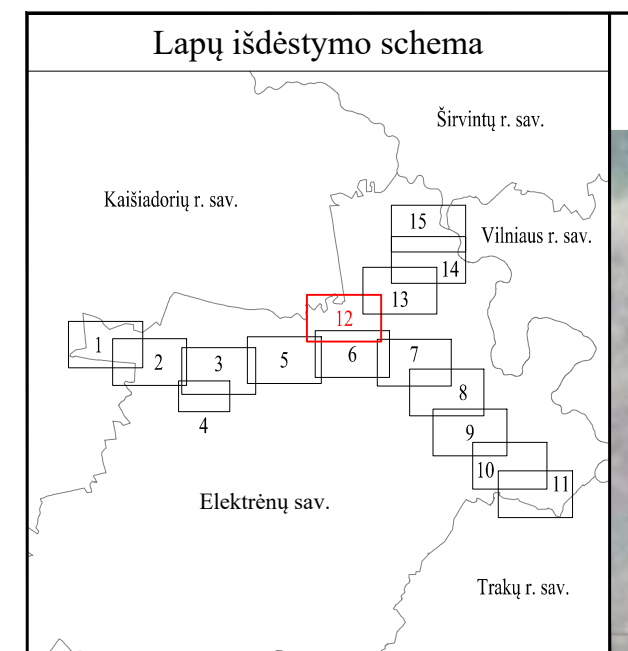 Lapų išdėstymo schema
Širvintų r. sav.
Kaišiadorių r. sav.
15
Vilniaus r. sav.
14
13
12
1
2
3
5
6
7
4
8
9
10
11
Elektrėnų sav.
Trakų r. sav.